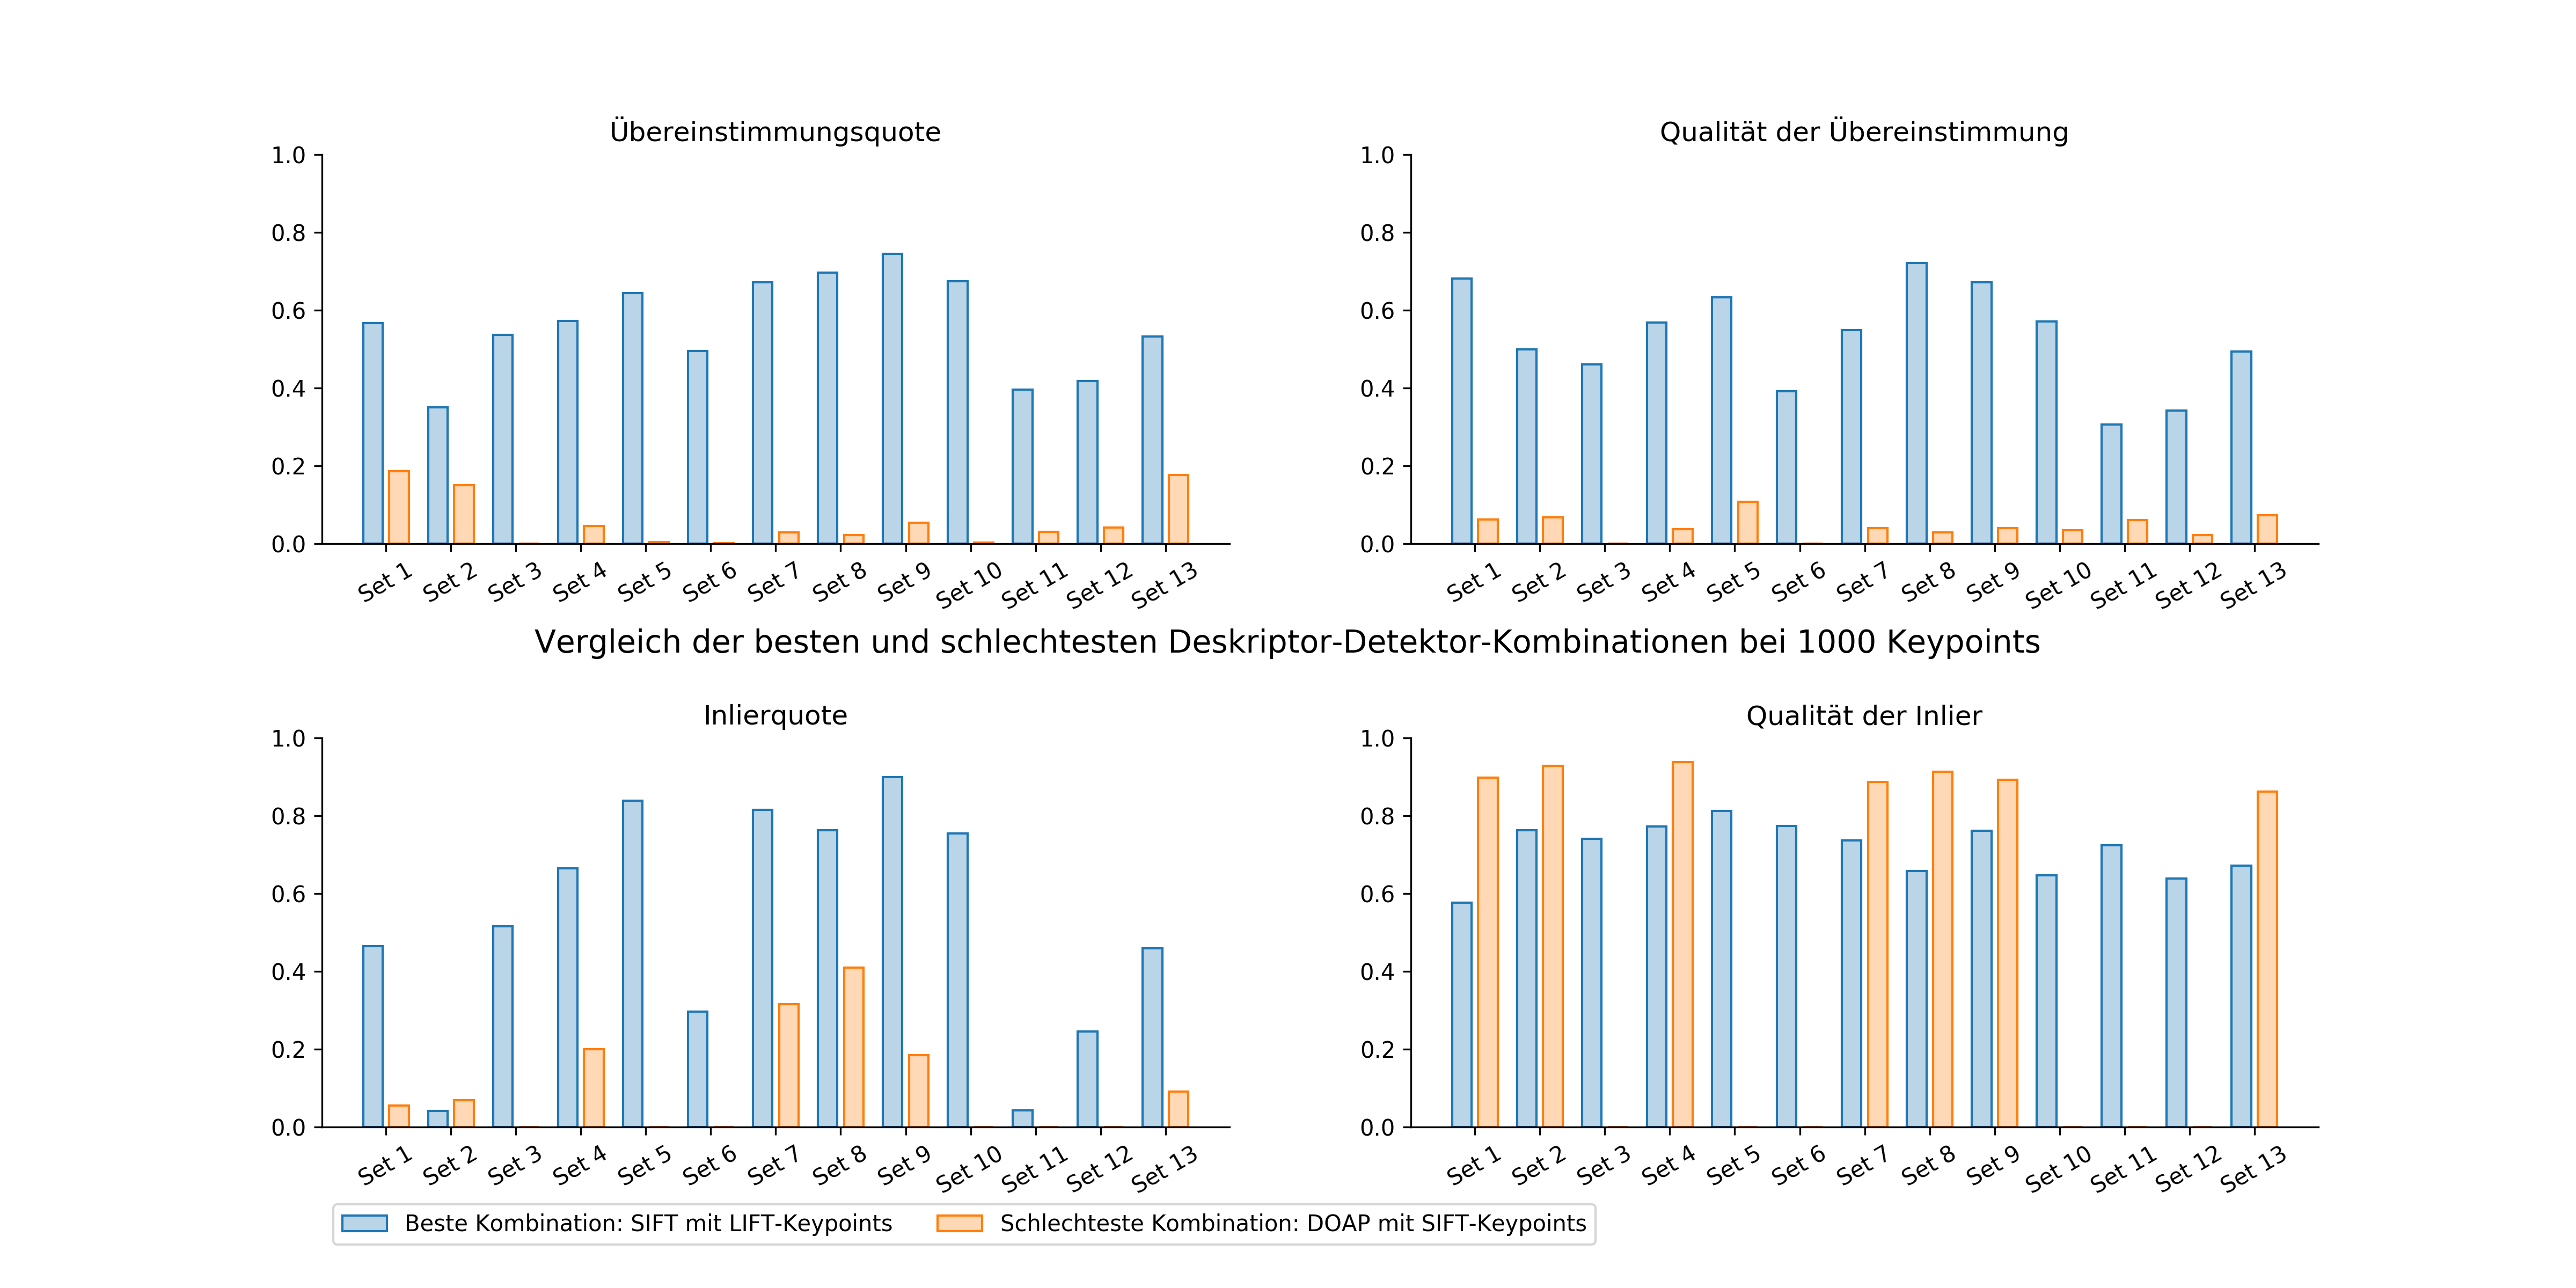 Übereinstimmungsquote
1.0
0.8
0.6
0.4
0.2
0.0
Set 1 Set 2 Set 3 Set 4 Set 5 Set 6 Set 7 Set 8 Set 9 Set 10 Set 11 Set 12 Set 13
Qualität der Übereinstimmung
1.0
0.8
0.6
0.4
0.2
0.0
Set 1 Set 2 Set 3 Set 4 Set 5 Set 6 Set 7 Set 8 Set 9 Set 10 Set 11 Set 12 Set 13
Vergleich der besten und schlechtesten Deskriptor-Detektor-Kombinationen bei 1000 Keypoints
Inlierquote
1.0
0.8
0.6
0.4
0.2
0.0
Set 1 Set 2 Set 3 Set 4 Set 5 Set 6 Set 7 Set 8 Set 9 Set 10 Set 11 Set 12 Set 13
Qualität der Inlier
1.0
0.8
0.6
0.4
0.2
0.0
Set 1 Set 2 Set 3 Set 4 Set 5 Set 6 Set 7 Set 8 Set 9 Set 10 Set 11 Set 12 Set 13
Beste Kombination: SIFT mit LIFT-Keypoints
Schlechteste Kombination: DOAP mit SIFT-Keypoints